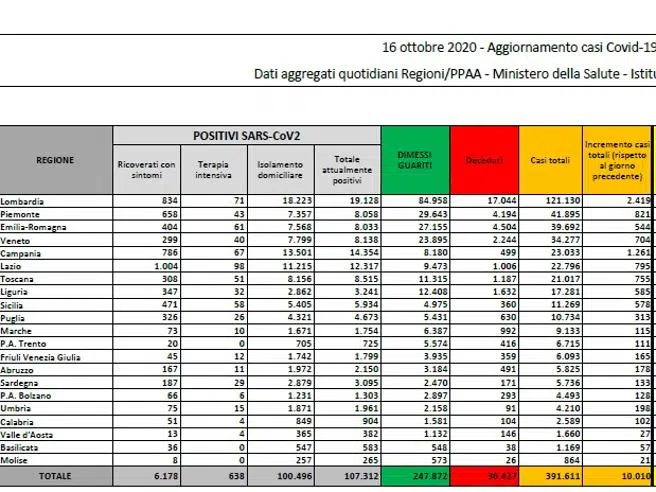 16 ottobre 2020 - Aggiornamento casi Covid-19
Dati aggregati quotidiani Regioni/PPAA - Ministero della Salute - Istitu
REGIONE POSITIVI SARS-CoV2 DIMESSI GUARITI Deceduti Casi totali Incremento casi totali (rispetto al giorno precedente)
Ricoverati con sintomi Terapia intensiva Isolamento domiciliare Totale attualmente positivi
Lombardia 834 71 18.223 19.128 84.958 17.044 121.130 2.419
Piemonte 658 43 7.357 8.058 29.643 4.194 41.895 821
Emilia-Romagna 404 61 7.568 8.033 27.155 4.504 39.692 544
Veneto 299 40 7.799 8.138 23.895 2.244 34.277 704
Campania 786 67 13.501 14.354 8.180 499 23.033 1.261
Lazio 1.004 98 11.215 12.317 9.473 1.006 22.796 795
Toscana 308 51 8.156 8.515 11.315 1.187 21.017 755
Liguria 347 32 2.862 3.241 12.408 1.632 17.281 585
Sicilia 471 58 5.405 5.934 4.975 360 11.269 578
Puglia 326 26 4.321 4.673 5.431 630 10.734 313
Marche 73 10 1.671 1.754 6.387 992 9.133 115
P.A. Trento 20 0 705 725 5.574 416 6.715 111
Friuli Venezia Giulia 45 12 1.742 1.799 3.935 359 6.093 165
Abruzzo 167 11 1.972 2.150 3.184 491 5.825 178
Sardegna 187 29 2.879 3.095 2.470 171 5.736 133
P.A. Bolzano 66 6 1.231 1.303 2.897 293 4.493 128
Umbria 75 15 1.871 1.961 2.158 91 4.210 198
Calabria 51 4 849 904 1.581 104 2.589 102
Valle d'Aosta 13 4 365 382 1.132 146 1.660 27
Basilicata 36 0 547 583 548 38 1.169 57
Molise 8 0 257 265 573 26 864 21
TOTALE 6.178 638 100.496 107.312 247.872 36.427 391.611 10.010